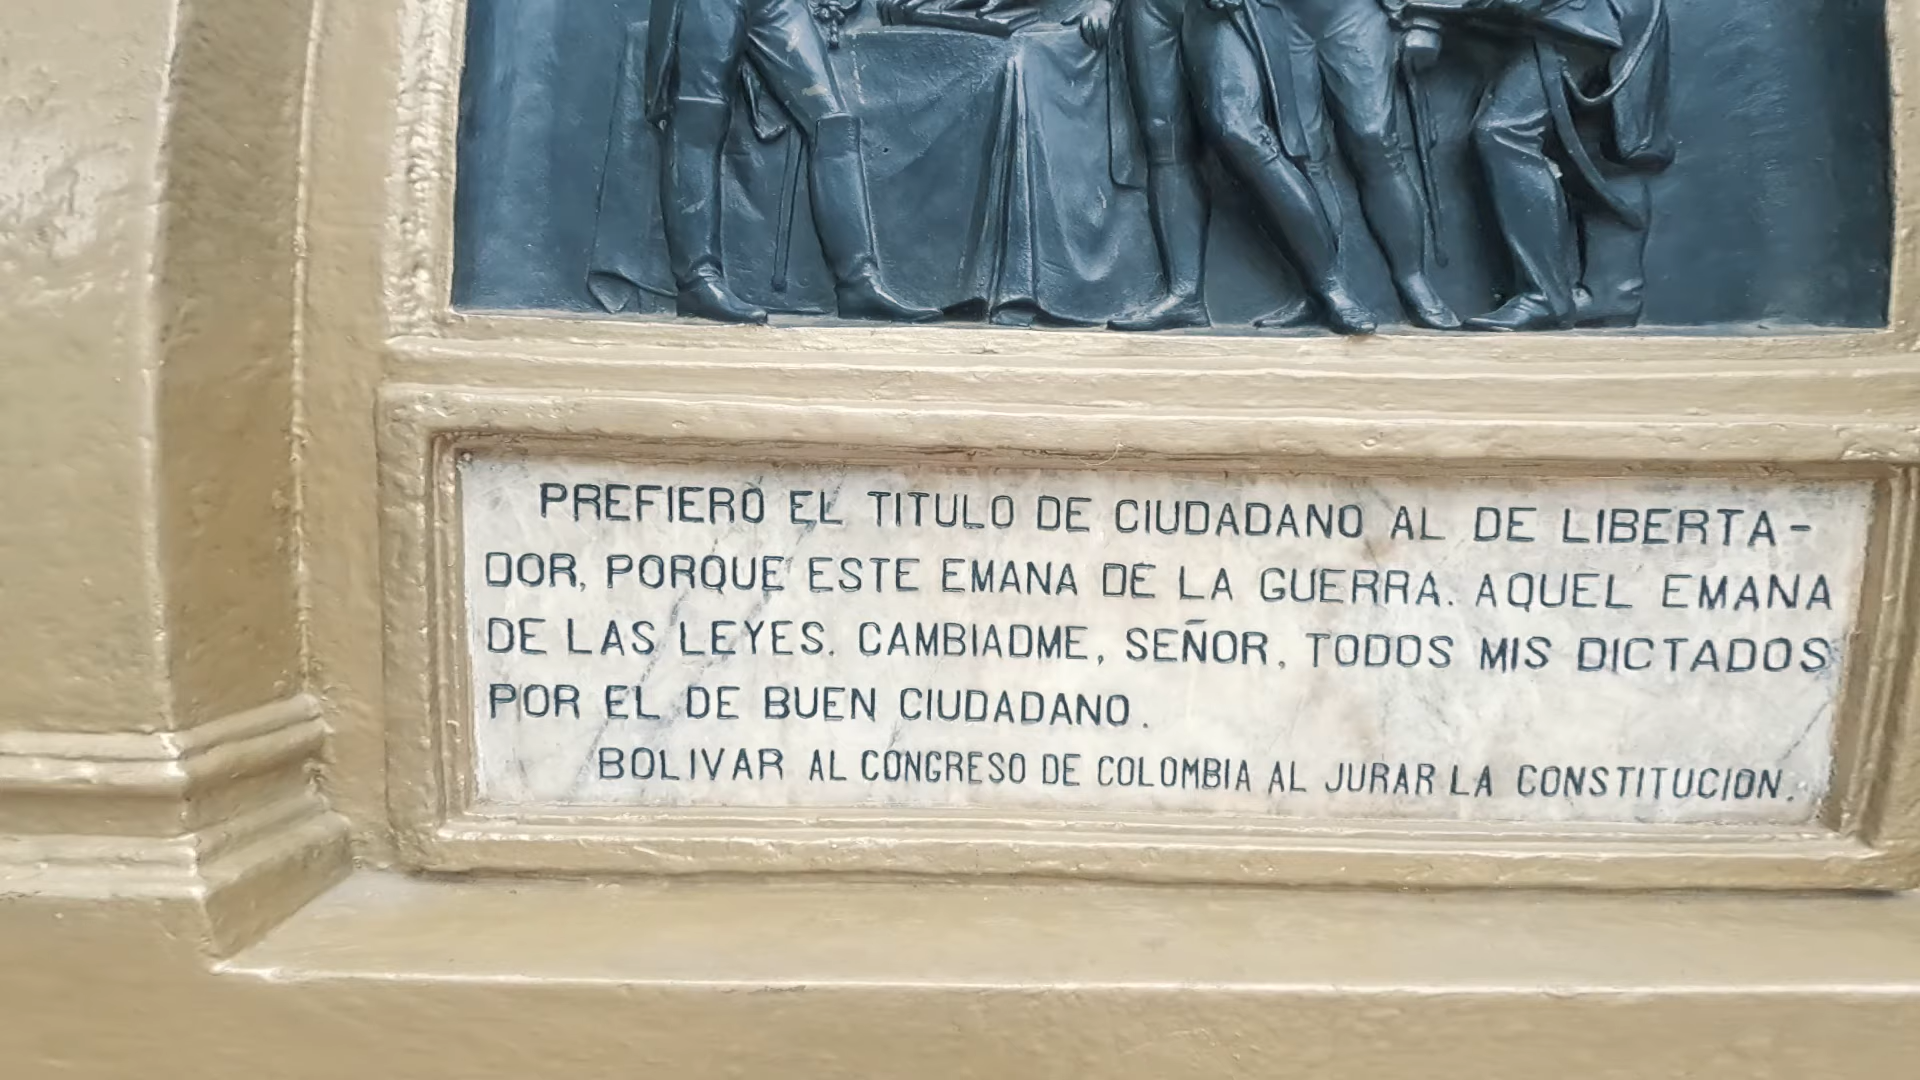 PREFIERO EL TITULO DE CIUDADANO AL DE LIBERTA-
DOR, PORQUE ESTE EMANA DE LA GUERRA. AQUEL EMANA
DE LAS LEYES. CAMBIADME, SEÑOR, TODOS MIS DICTADOS
POR EL DE BUEN CIUDADANO.
BOLIVAR AL CONGRESO DE COLOMBIA AL JURAR LA CONSTITUCION.